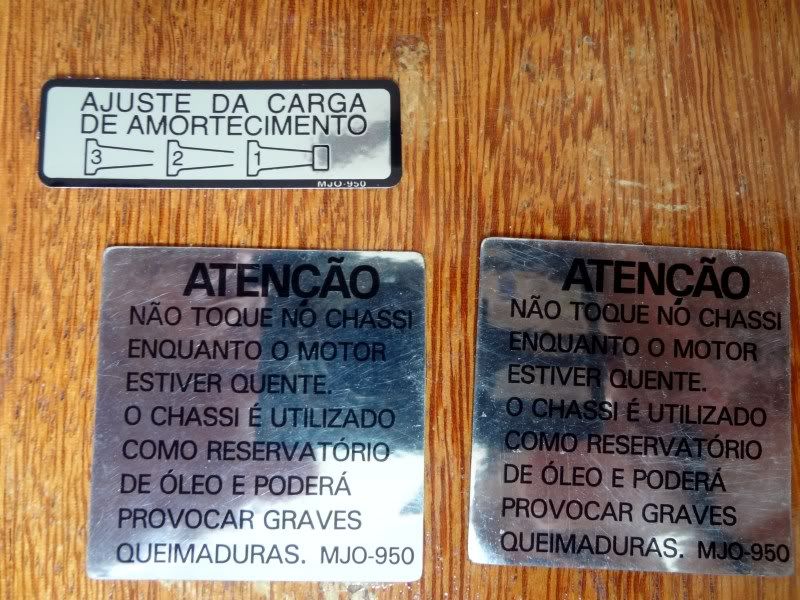 AJUSTE DA CARGA
DE AMORTECIMENTO
3 2 1
MJO-950
ATENÇÃO
NÃO TOQUE NO CHASSI
ENQUANTO O MOTOR
ESTIVER QUENTE.
O CHASSI É UTILIZADO
COMO RESERVATÓRIO
DE ÓLEO E PODERÁ
PROVOCAR GRAVES
QUEIMADURAS. MJO-950
ATENÇÃO
NÃO TOQUE NO CHASSI
ENQUANTO O MOTOR
ESTIVER QUENTE.
O CHASSI É UTILIZADO
COMO RESERVATÓRIO
DE ÓLEO E PODERÁ
PROVOCAR GRAVES
QUEIMADURAS. MJO-950